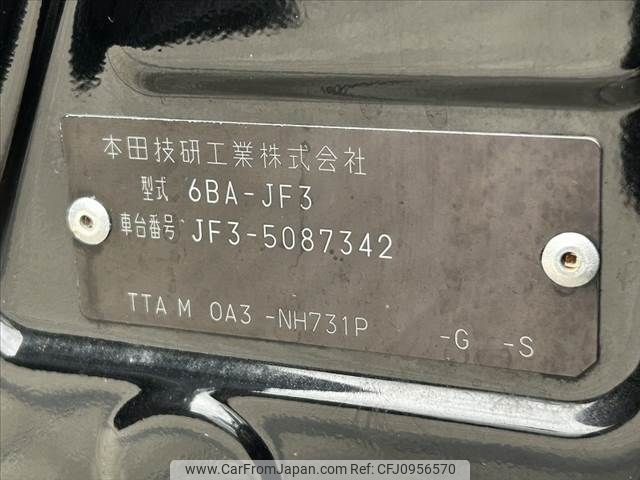 本田技研工業株式会社
型式 6BA-JF3
車台番号 JF3-5087342
TTA M 0A3 -NH731P -G -S
www.CarFromJapan.com | CFJ0956570